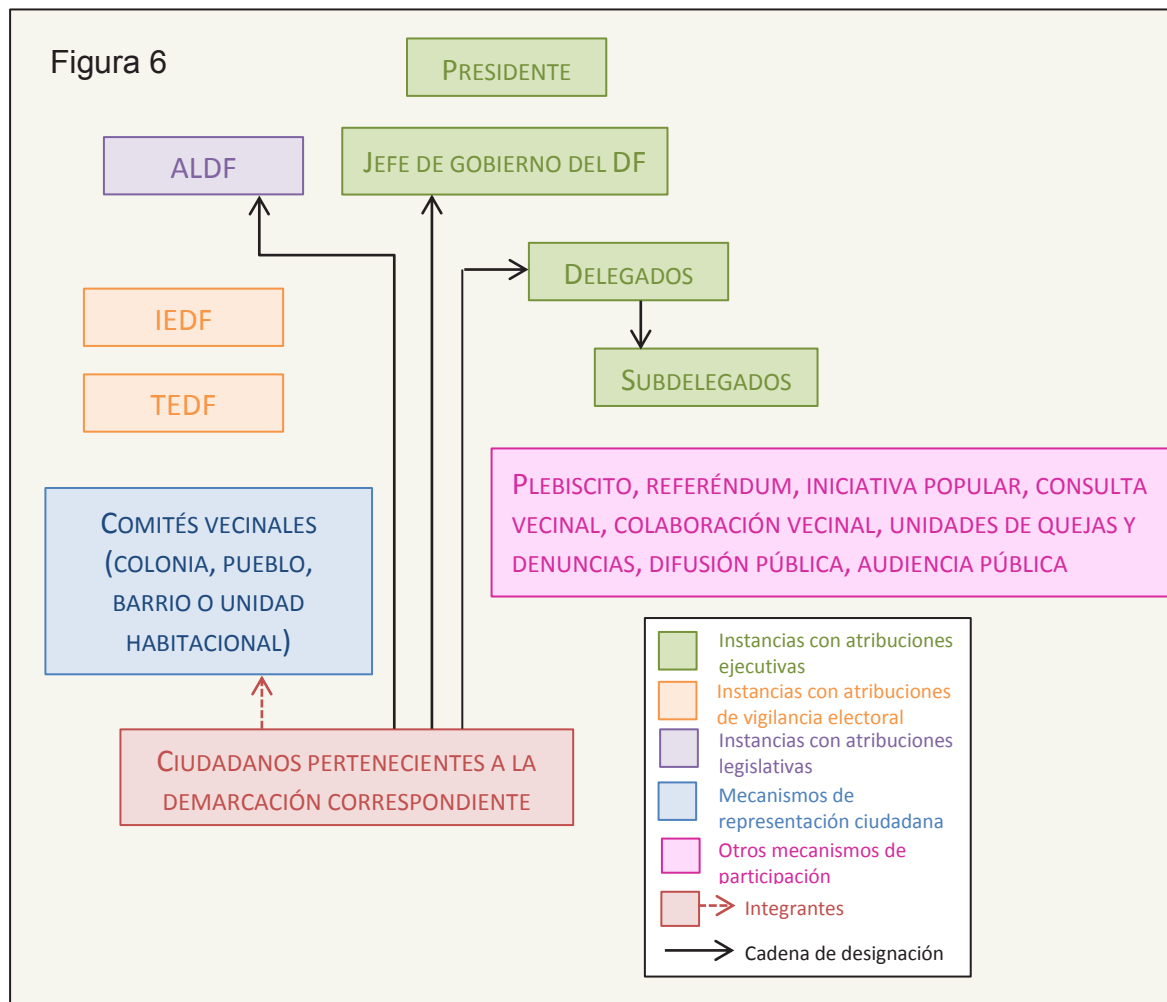 Figura 6
PRESIDENTE
ALDF
JEFE DE GOBIERNO DEL DF
DELEGADOS
IEDF
SUBDELEGADOS
TEDF
PLEBISCITO, REFERÉNDUM, INICIATIVA POPULAR, CONSULTA
VECINAL, COLABORACIÓN VECINAL, UNIDADES DE QUEJAS Y
DENUNCIAS, DIFUSIÓN PÚBLICA, AUDIENCIA PÚBLICA
COMITÉS VECINALES
(COLONIA, PUEBLO,
BARRIO O UNIDAD
HABITACIONAL)
CIUDADANOS PERTENECIENTES A LA
DEMARCACIÓN CORRESPONDIENTE
Instancias con atribuciones
ejecutivas
Instancias con atribuciones
de vigilancia electoral
Instancias con atribuciones
legislativas
Mecanismos de
representación ciudadana
Otros mecanismos de
participación
Integrantes
Cadena de designación